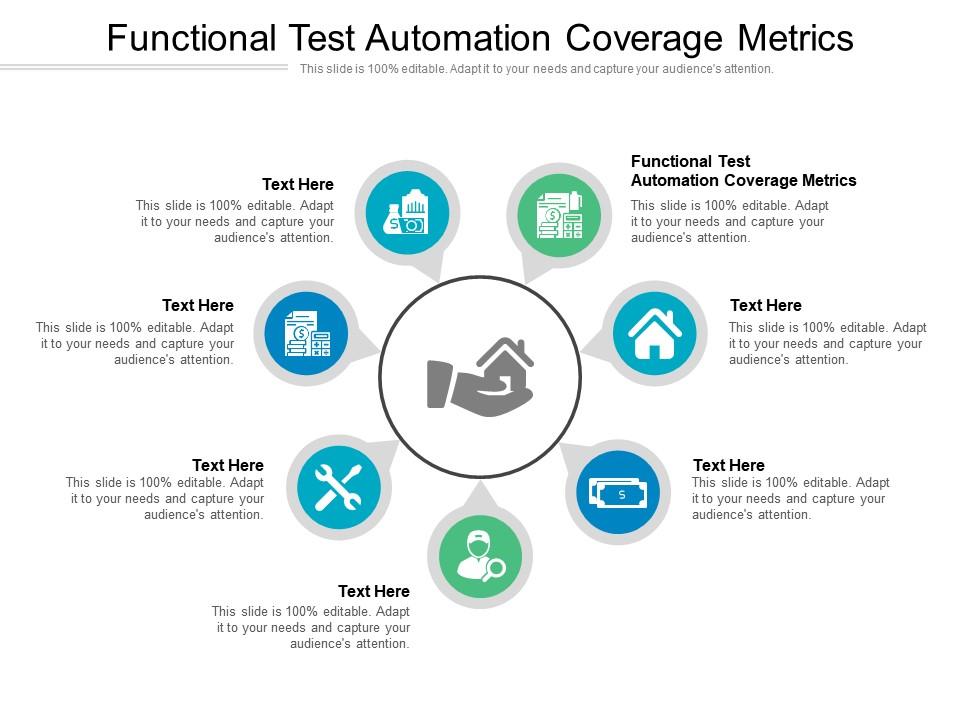 Functional Test Automation Coverage Metrics
This slide is 100% editable. Adapt it to your needs and capture your audience's attention.
Text Here
This slide is 100% editable. Adapt
it to your needs and capture your
audience's attention.
Functional Test
Automation Coverage Metrics
This slide is 100% editable. Adapt
it to your needs and capture your
audience's attention.
Text Here
This slide is 100% editable. Adapt
it to your needs and capture your
audience's attention.
Text Here
This slide is 100% editable. Adapt
it to your needs and capture your
audience's attention.
Text Here
This slide is 100% editable. Adapt
it to your needs and capture your
audience's attention.
Text Here
This slide is 100% editable. Adapt
it to your needs and capture your
audience's attention.
Text Here
This slide is 100% editable. Adapt
it to your needs and capture your
audience's attention.